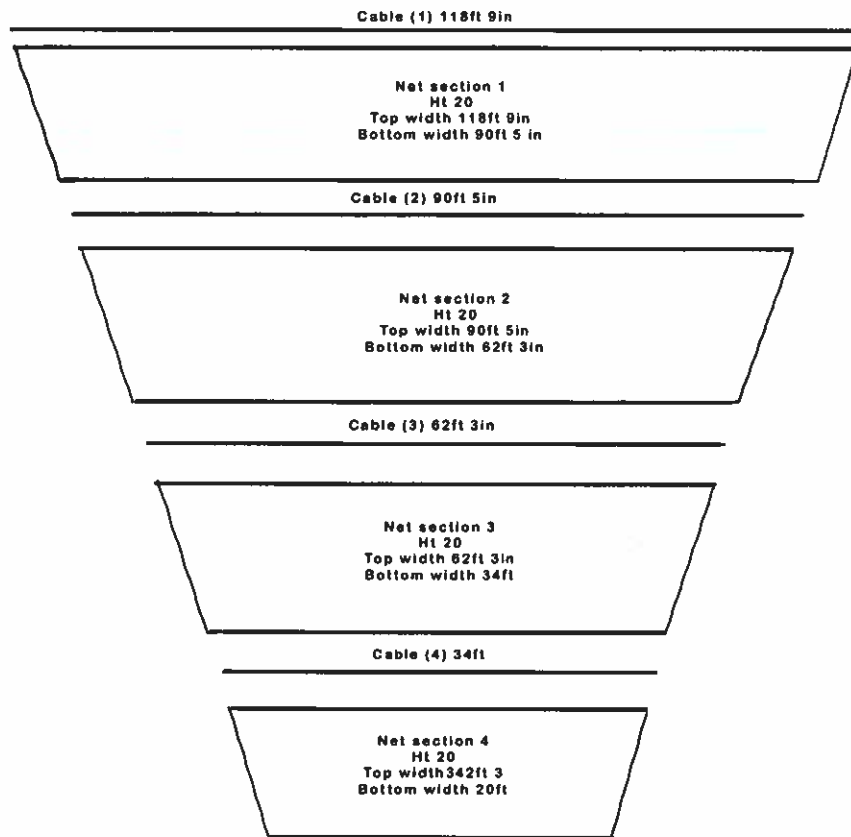 Cable (1) 118ft 9in
Net section 1
Ht 20
Top width 118ft 9in
Bottom width 90ft 5 in
Cable (2) 90ft 5in
Net section 2
Ht 20
Top width 90ft 5in
Bottom width 62ft 3in
Cable (3) 62ft 3in
Net section 3
Ht 20
Top width 62ft 3in
Bottom width 34ft
Cable (4) 34ft
Net section 4
Ht 20
Top width342ft 3
Bottom width 20ft